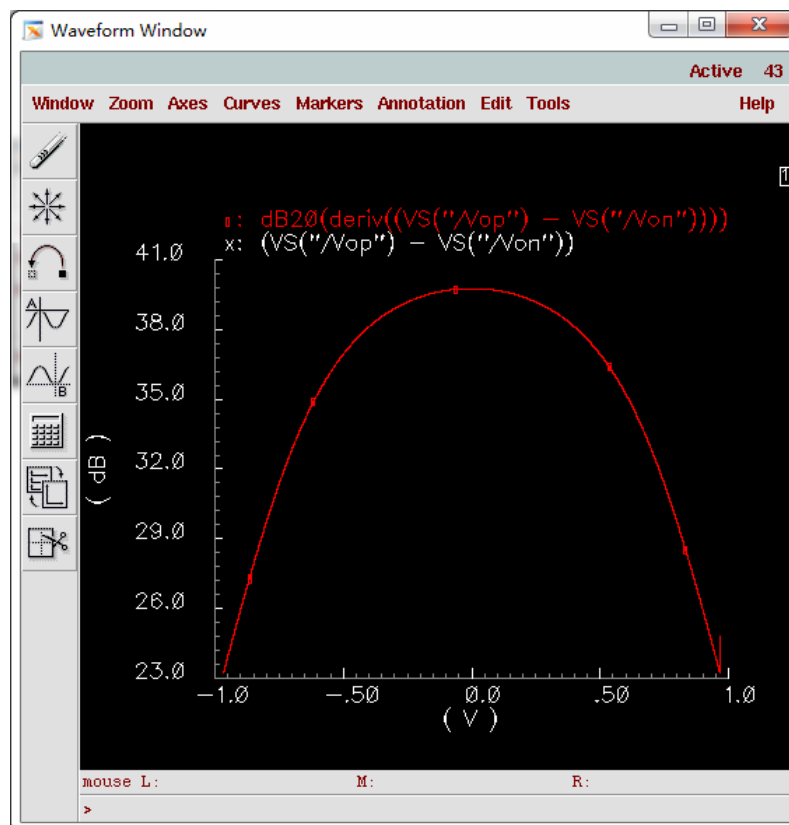 Waveform Window
Active 43
Window Zoom Axes Curves Markers Annotation Edit Tools Help
1
▯: dB20(deriv((VS("/Vop") − VS("/Von"))))
x: (VS("/Vop") − VS("/Von"))
A
B
41.0
38.0
35.0
32.0
29.0
26.0
23.0
( dB )
−1.0 −.50 0.0 .50 1.0
( V )
mouse L: M: R:
>